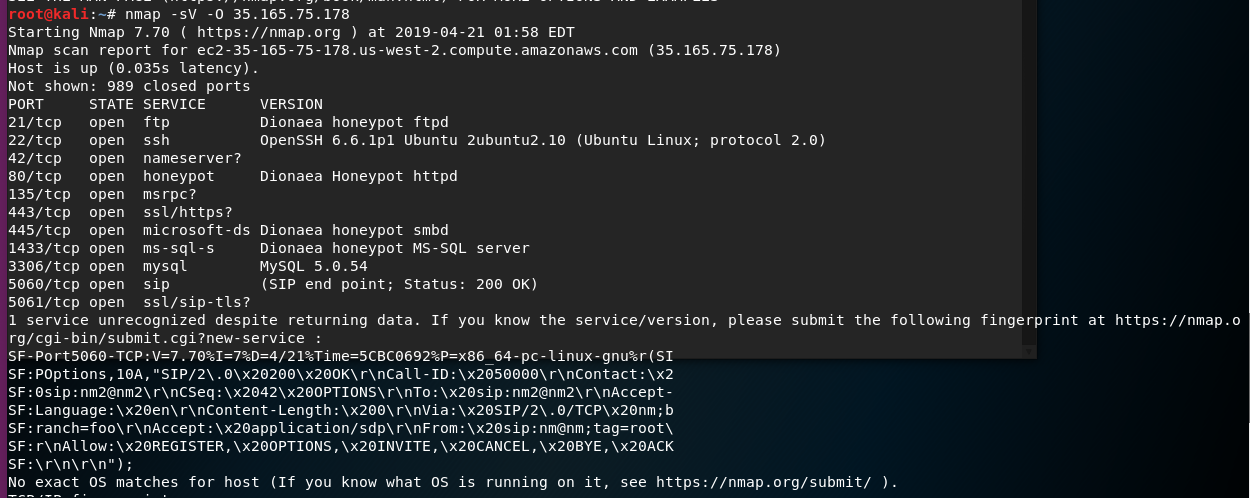 root@kali:~# nmap -sV -O 35.165.75.178
Starting Nmap 7.70 ( https://nmap.org ) at 2019-04-21 01:58 EDT
Nmap scan report for ec2-35-165-75-178.us-west-2.compute.amazonaws.com (35.165.75.178)
Host is up (0.035s latency).
Not shown: 989 closed ports
PORT     STATE SERVICE      VERSION
21/tcp   open  ftp          Dionaea honeypot ftpd
22/tcp   open  ssh          OpenSSH 6.6.1p1 Ubuntu 2ubuntu2.10 (Ubuntu Linux; protocol 2.0)
42/tcp   open  nameserver?
80/tcp   open  honeypot     Dionaea Honeypot httpd
135/tcp  open  msrpc?
443/tcp  open  ssl/https?
445/tcp  open  microsoft-ds Dionaea honeypot smbd
1433/tcp open  ms-sql-s     Dionaea honeypot MS-SQL server
3306/tcp open  mysql        MySQL 5.0.54
5060/tcp open  sip          (SIP end point; Status: 200 OK)
5061/tcp open  ssl/sip-tls?
1 service unrecognized despite returning data. If you know the service/version, please submit the following fingerprint at https://nmap.o
rg/cgi-bin/submit.cgi?new-service :
SF-Port5060-TCP:V=7.70%I=7%D=4/21%Time=5CBC0692%P=x86_64-pc-linux-gnu%r(SI
SF:POptions,10A,"SIP/2\.0\x20200\x20OK\r\nCall-ID:\x2050000\r\nContact:\x2
SF:0sip:nm2@nm2\r\nCSeq:\x2042\x20OPTIONS\r\nTo:\x20sip:nm2@nm2\r\nAccept-
SF:Language:\x20en\r\nContent-Length:\x200\r\nVia:\x20SIP/2\.0/TCP\x20nm;b
SF:ranch=foo\r\nAccept:\x20application/sdp\r\nFrom:\x20sip:nm@nm;tag=root\
SF:r\nAllow:\x20REGISTER,\x20OPTIONS,\x20INVITE,\x20CANCEL,\x20BYE,\x20ACK
SF:\r\n\r\n");
No exact OS matches for host (If you know what OS is running on it, see https://nmap.org/submit/ ).